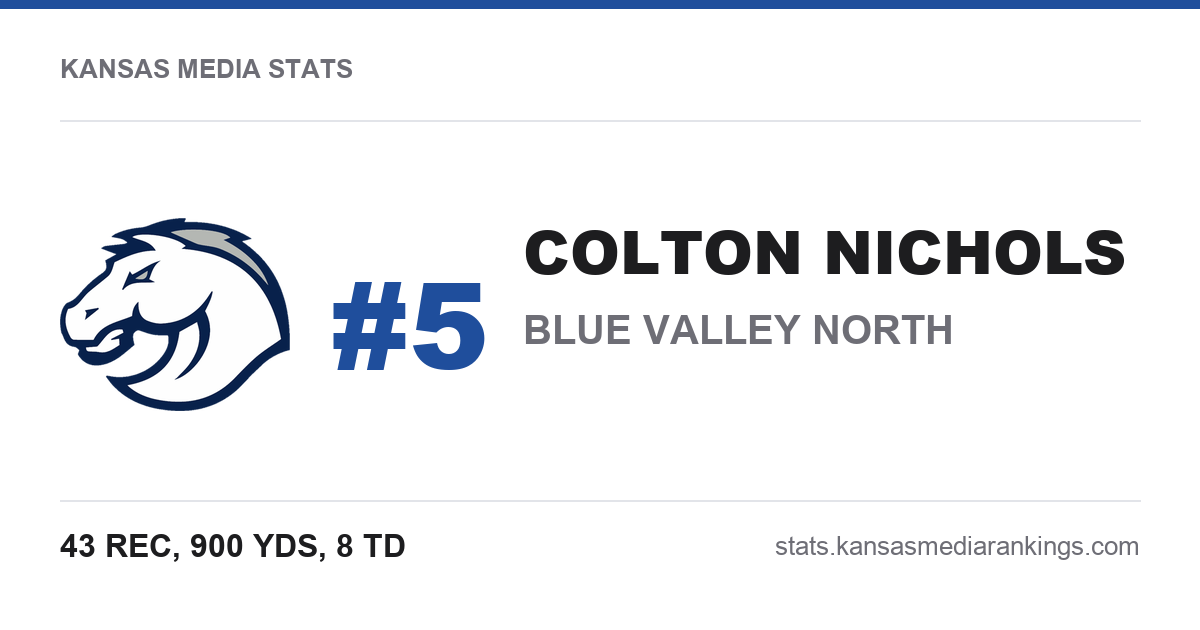 KANSAS MEDIA STATS
#5
COLTON NICHOLS
BLUE VALLEY NORTH
43 REC, 900 YDS, 8 TD
stats.kansasmediarankings.com